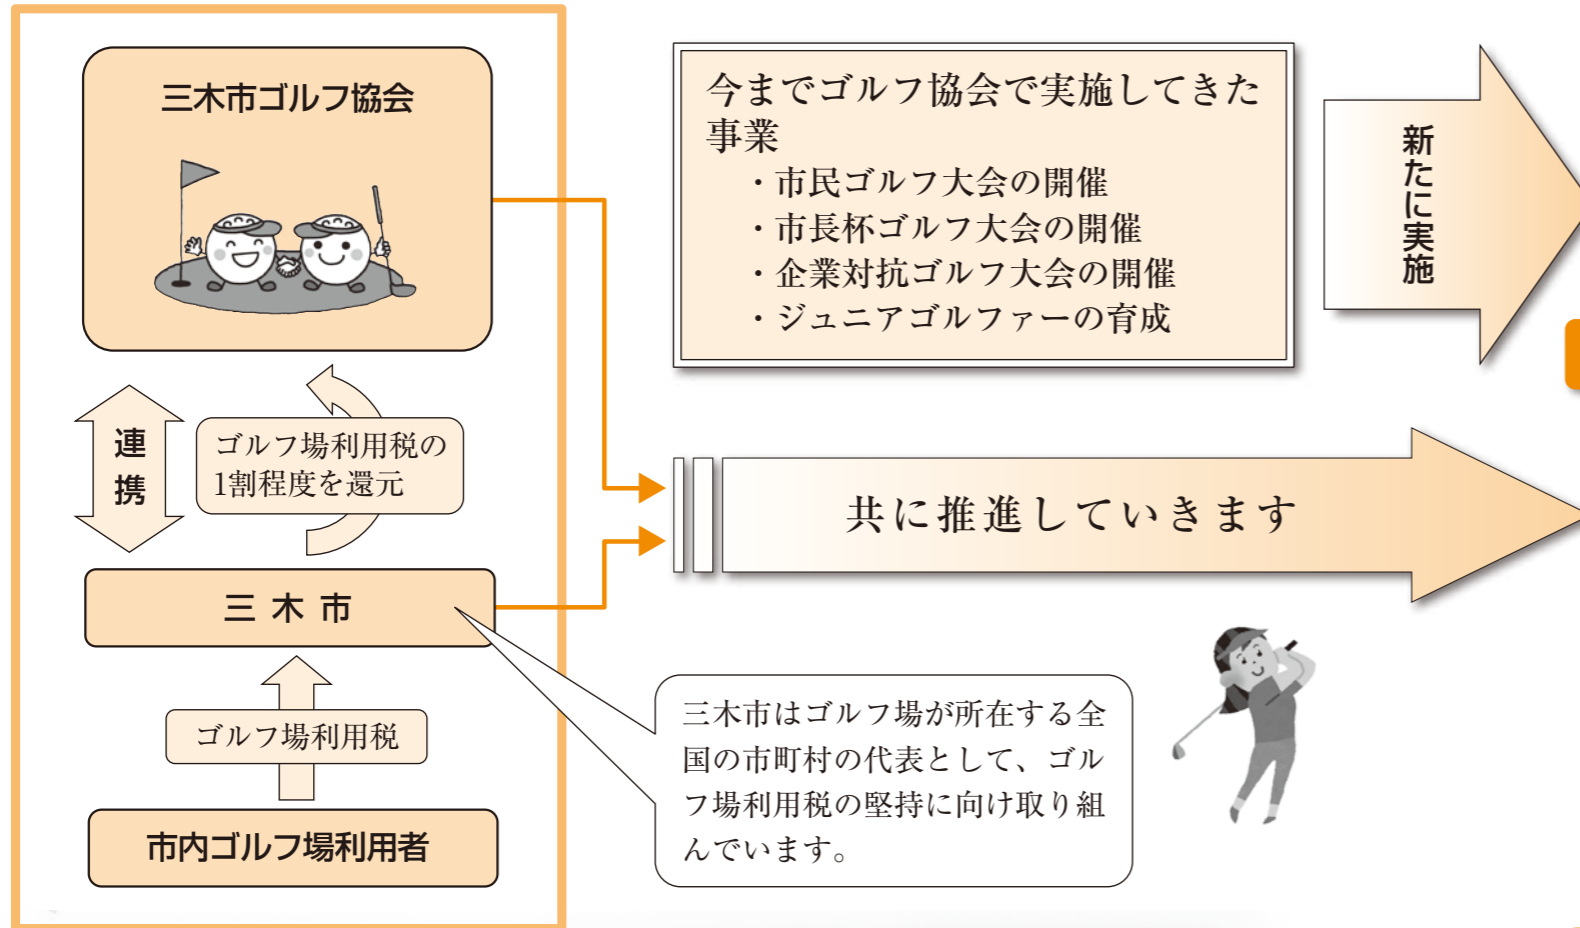 三木市ゴルフ協会
連携
ゴルフ場利用税の
1割程度を還元
三木市
ゴルフ場利用税
市内ゴルフ場利用者
今までゴルフ協会で実施してきた
事業
・市民ゴルフ大会の開催
・市長杯ゴルフ大会の開催
・企業対抗ゴルフ大会の開催
・ジュニアゴルファーの育成
新たに実施
共に推進していきます
三木市はゴルフ場が所在する全
国の市町村の代表として、ゴル
フ場利用税の堅持に向け取り組
んでいます。